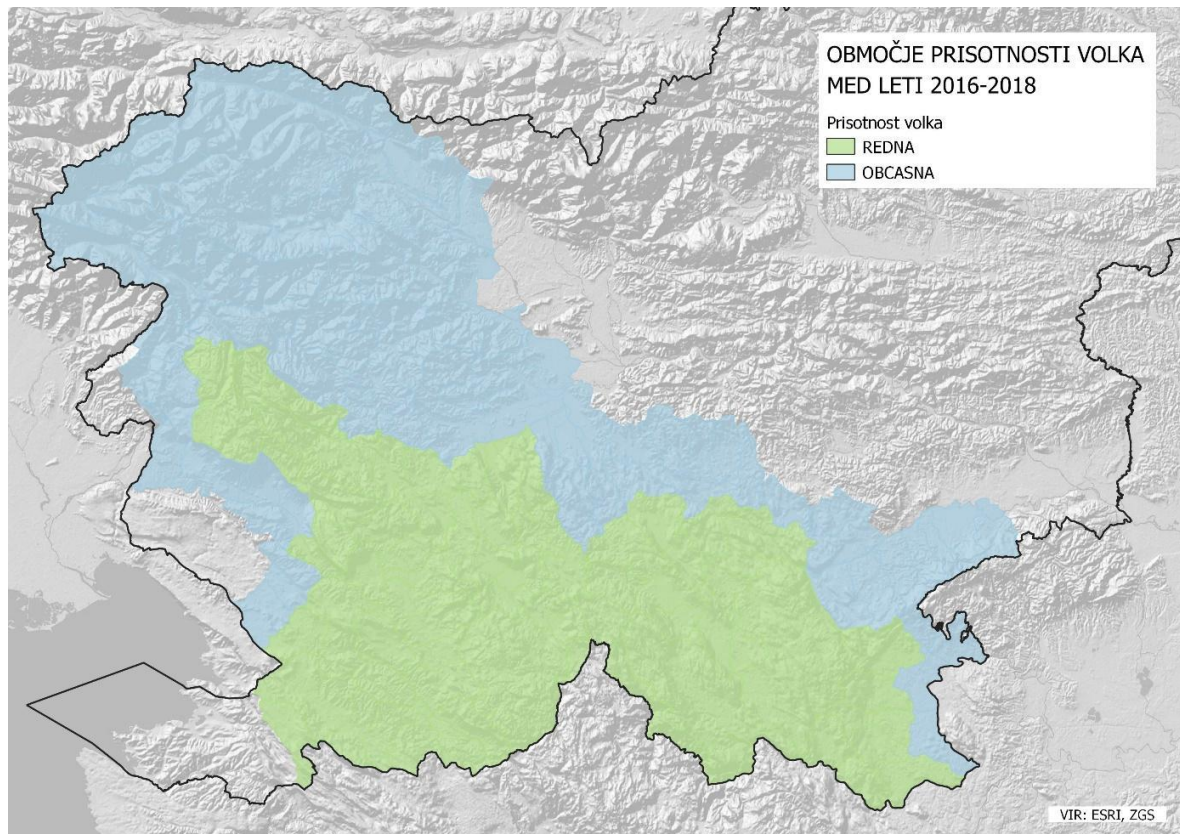 OBMOČJE PRISOTNOSTI VOLKA
MED LETI 2016-2018
Prisotnost volka
REDNA
OBCASNA
VIR: ESRI, ZGS